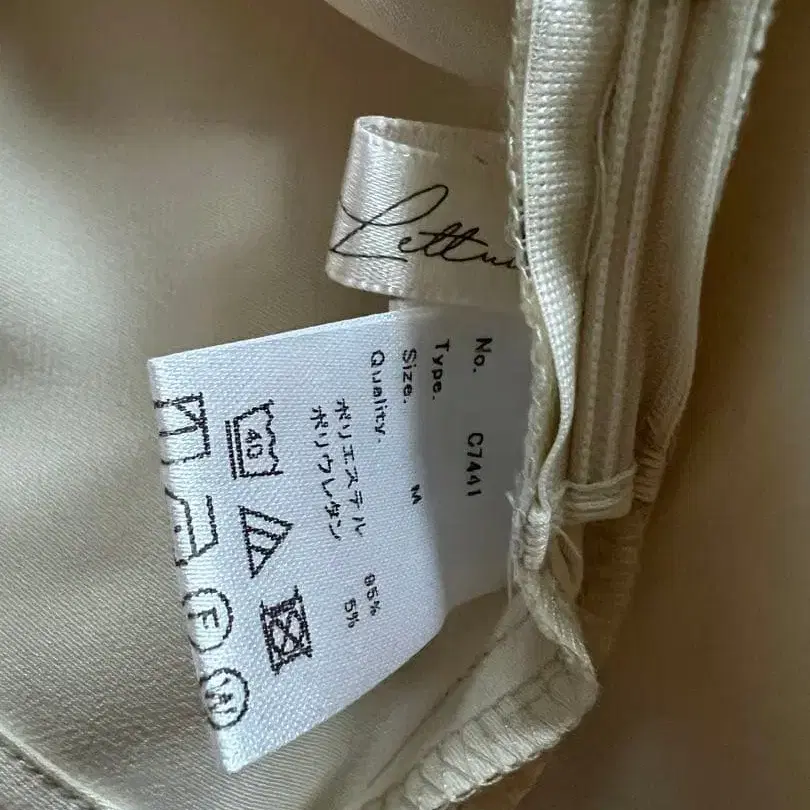 Lettu
No. C7441
Type.
Size. M
Quality.
ポリエステル 95%
ポリウレタン 5%
40
F
W